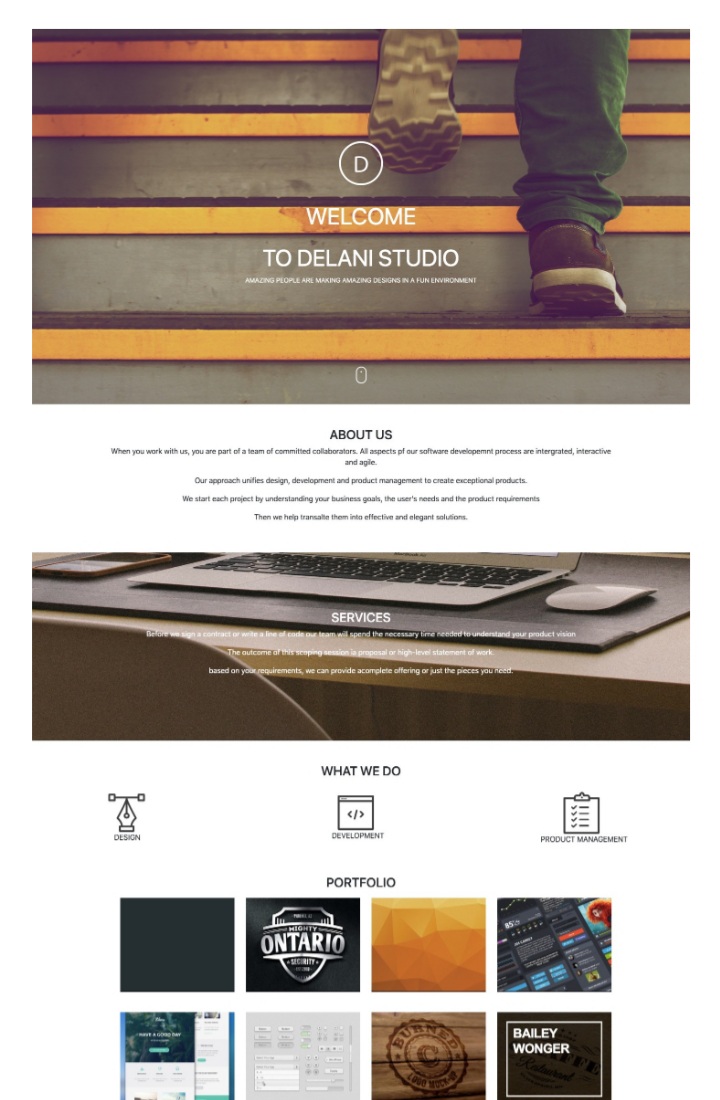 D
WELCOME
TO DELANI STUDIO
AMAZING PEOPLE ARE MAKING AMAZING DESIGNS IN A FUN ENVIRONMENT
ABOUT US
When you work with us, you are part of a team of committed collaborators. All aspects pf our software developemnt process are intergrated, interactive
and agile.
Our approach unifies design, development and product management to create exceptional products.
We start each project by understanding your business goals, the user's needs and the product requirements
Then we help transalte them into effective and elegant solutions.
SERVICES
Before we sign a contract or write a line of code our team will spend the necessary time needed to understand your product vision
The outcome of this scoping session is proposal or high-level statement of work.
based on your requirements, we can provide acomplete offering or just the pieces you need.
WHAT WE DO
</>
DESIGN
DEVELOPMENT
PRODUCT MANAGEMENT
PORTFOLIO
MIGHTY
ONTARIO
SECURITY
85%
HAVE A GOOD DAY
BURNED
C
LOGO MOCK-UP
BAILEY
WONGER
Restaurant